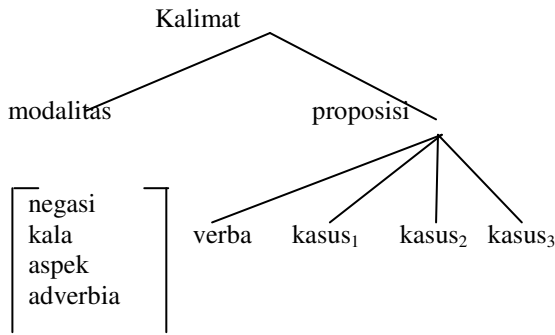 Kalimat
modalitas proposisi
negasi
kala
aspek
adverbia
verba kasus₁ kasus₂ kasus₃